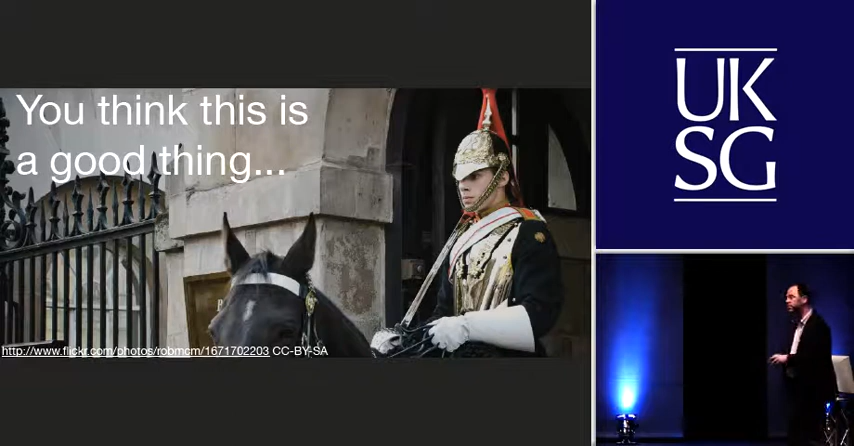 You think this is
a good thing...
http://www.flickr.com/photos/robmcm/1671702203 CC-BY-SA
UK
SG